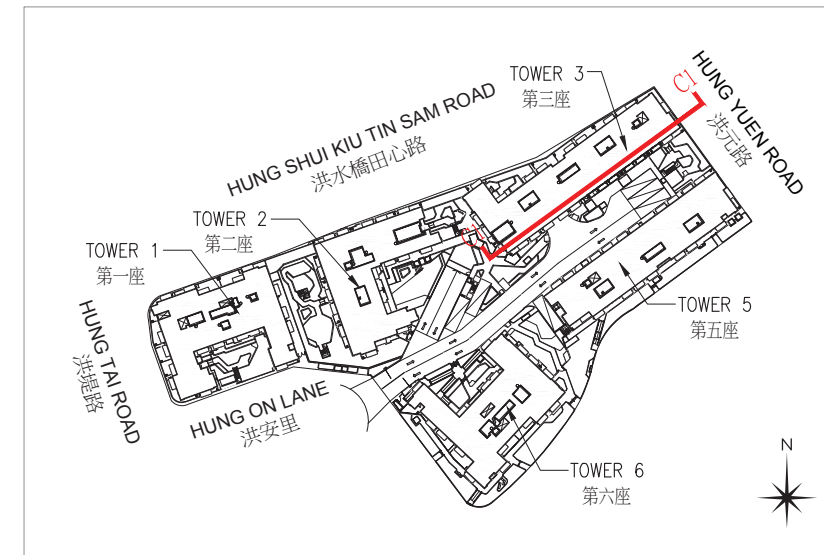 TOWER 3
第三座
C1
HUNG YUEN ROAD
洪元路
HUNG SHUI KIU TIN SAM ROAD
洪水橋田心路
TOWER 2
第二座
C1
TOWER 1
第一座
TOWER 5
第五座
HUNG TAI ROAD
洪堤路
HUNG ON LANE
洪安里
N
TOWER 6
第六座